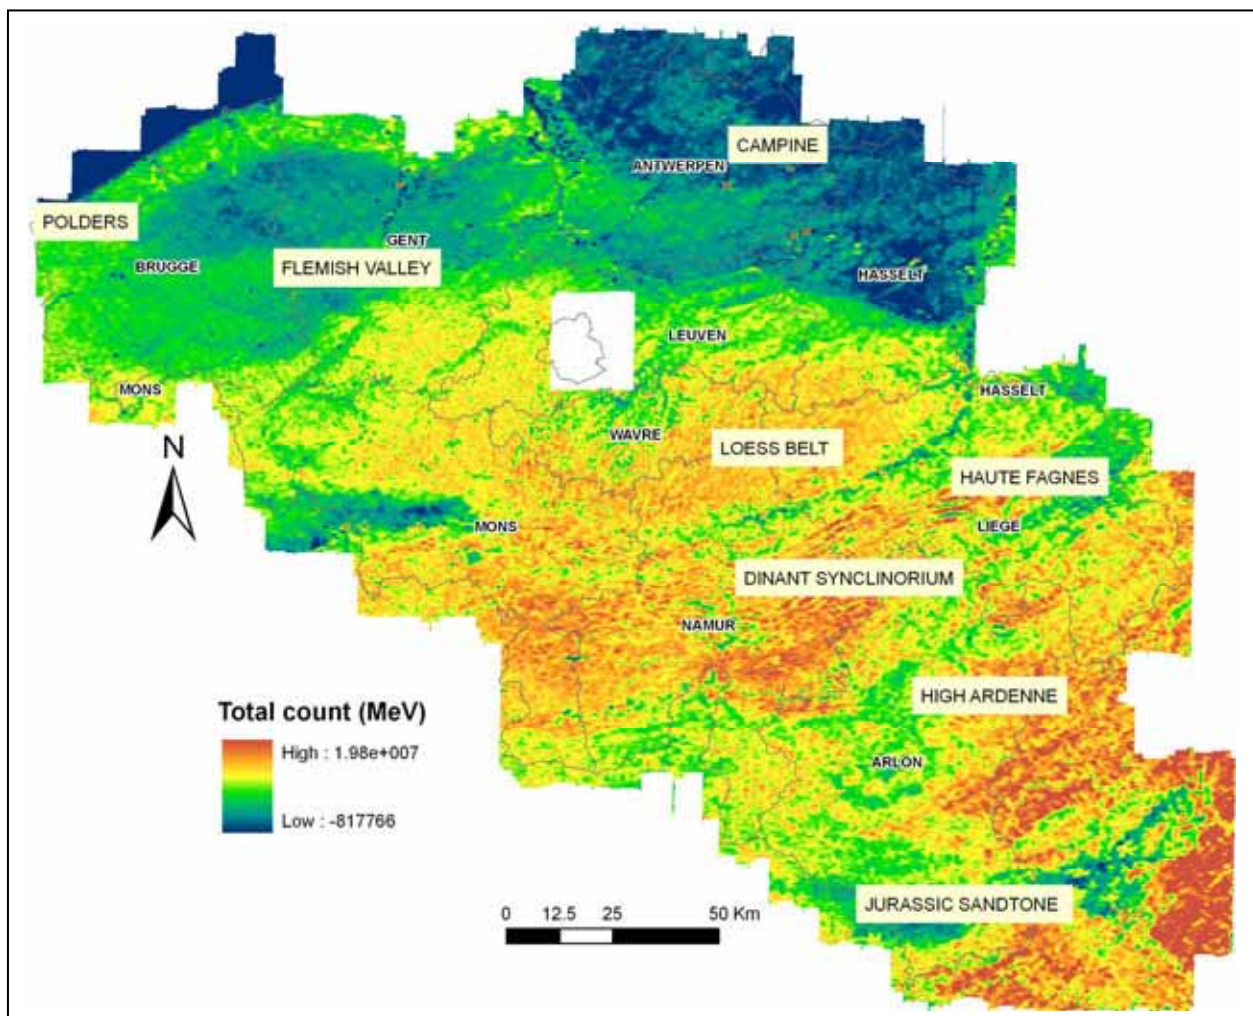 CAMPINE
ANTWERPEN
POLDERS
GENT
BRUGGE
FLEMISH VALLEY
HASSELT
LEUVEN
MONS
HASSELT
WAVRE
LOESS BELT
N
HAUTE FAGNES
MONS
LIEGE
DINANT SYNCLINORIUM
NAMUR
HIGH ARDENNE
Total count (MeV)
High : 1.98e+007
ARLON
Low : -817766
JURASSIC SANDTONE
0 12.5 25 50 Km